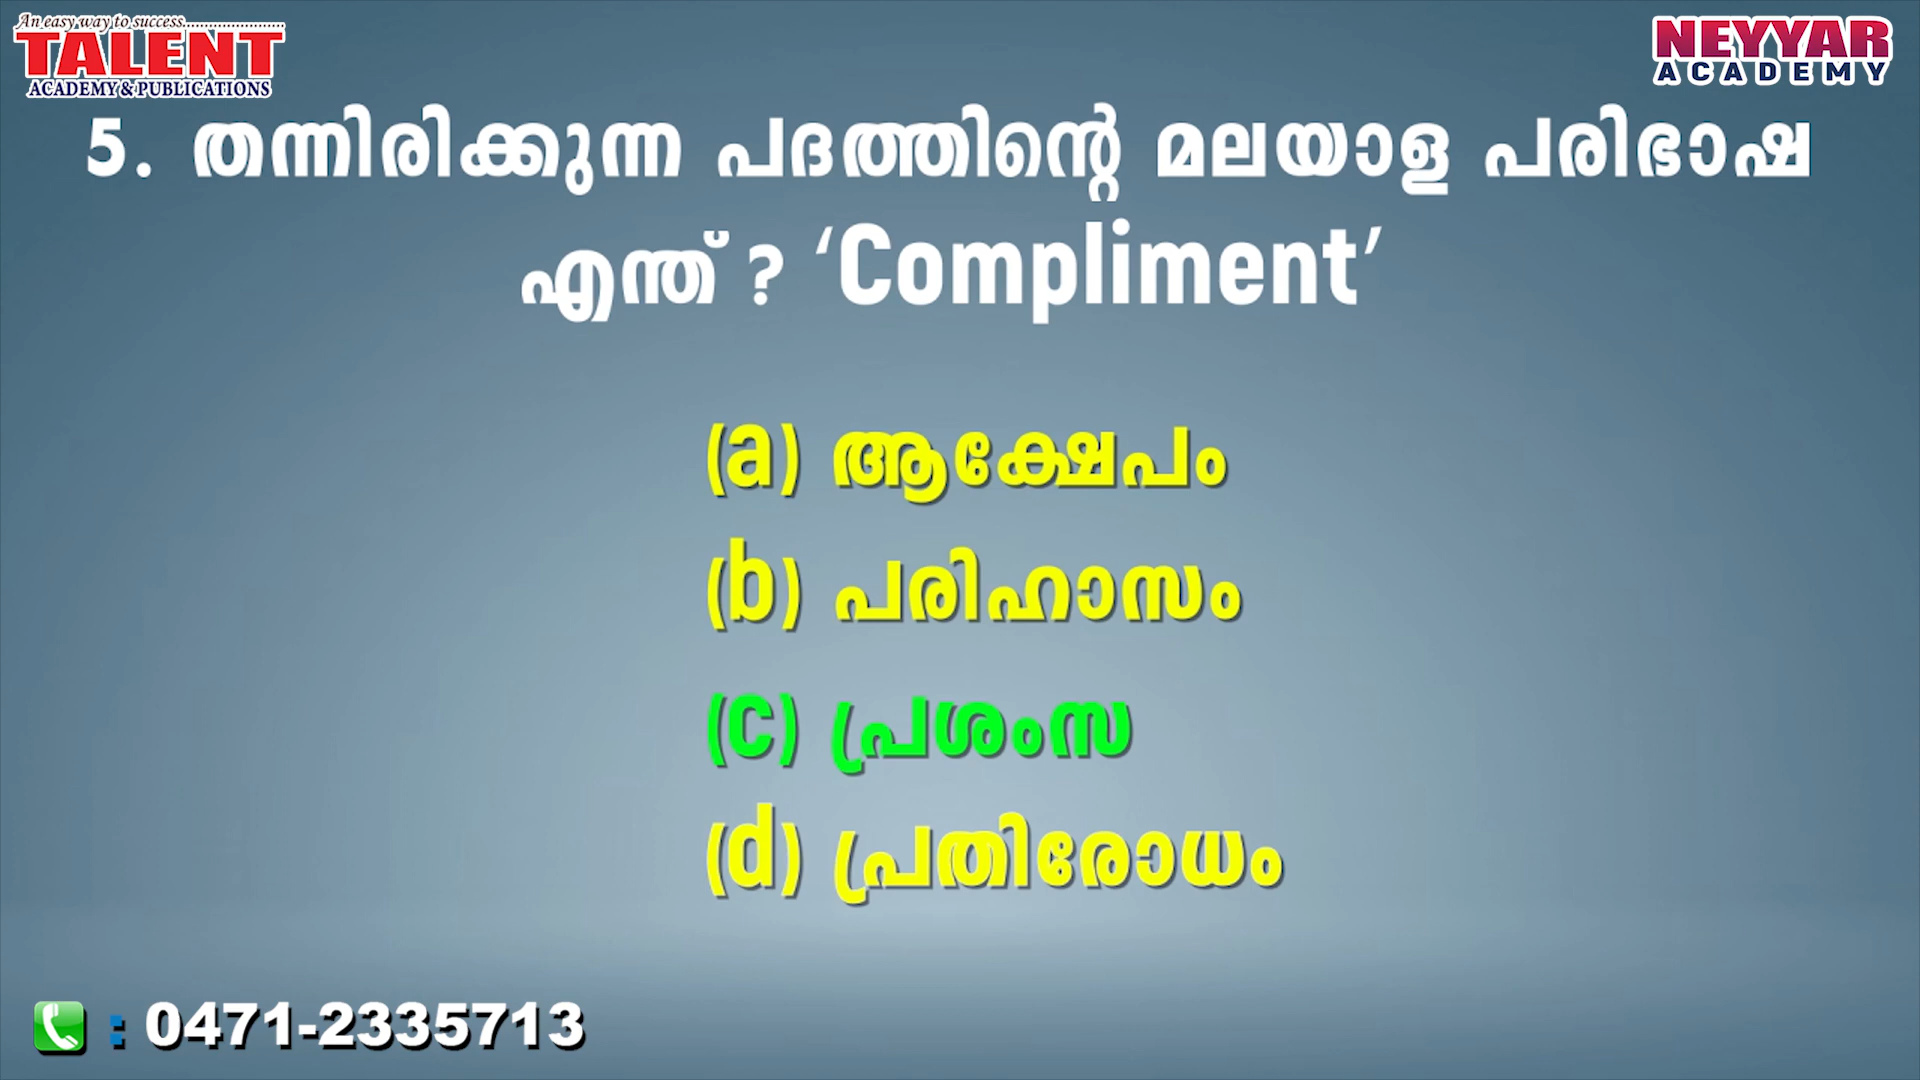 An easy way to success..........................
TALENT
ACADEMY & PUBLICATIONS
NEYYAR
ACADEMY
5. തന്നിരിക്കുന്ന പദത്തിന്റെ മലയാള പരിഭാഷ
എന്ത് ? ‘Compliment’
(a) ആക്ഷേപം
(b) പരിഹാസം
(c) പ്രശംസ
(d) പ്രതിരോധം
: 0471-2335713